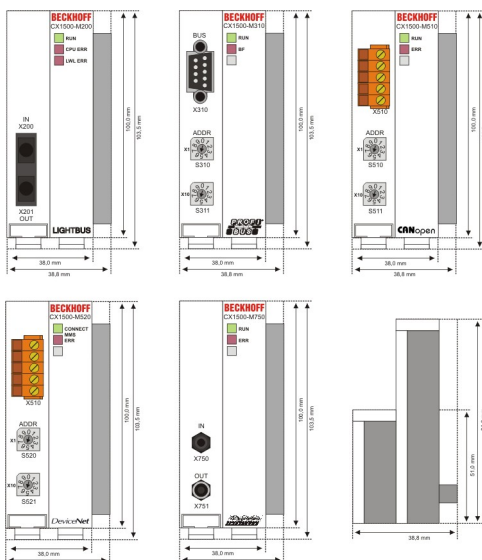 BECKHOFF
CX1500-M200
RUN
CPU ERR
LWL ERR
IN
X200
X201
OUT
LIGHTBUS
100,0 mm
103,5 mm
38,0 mm
38,8 mm
BECKHOFF
CX1500-M310
BUS
RUN
BF
X310
ADDR
X1
S310
X10
S311
PROFI
BUS
100,0 mm
103,5 mm
38,0 mm
38,8 mm
BECKHOFF
CX1500-M510
RUN
ERR
X510
ADDR
X1
S510
X10
S511
CANopen
100,0 mm
103,5 mm
38,0 mm
38,8 mm
BECKHOFF
CX1500-M520
CONNECT
MMS
ERR
X510
ADDR
X1
S520
X10
S521
DeviceNet
100,0 mm
103,5 mm
38,0 mm
BECKHOFF
CX1500-M750
RUN
ERR
IN
X750
OUT
X751
100,0 mm
103,5 mm
38,0 mm
51,0 mm
38,8 mm